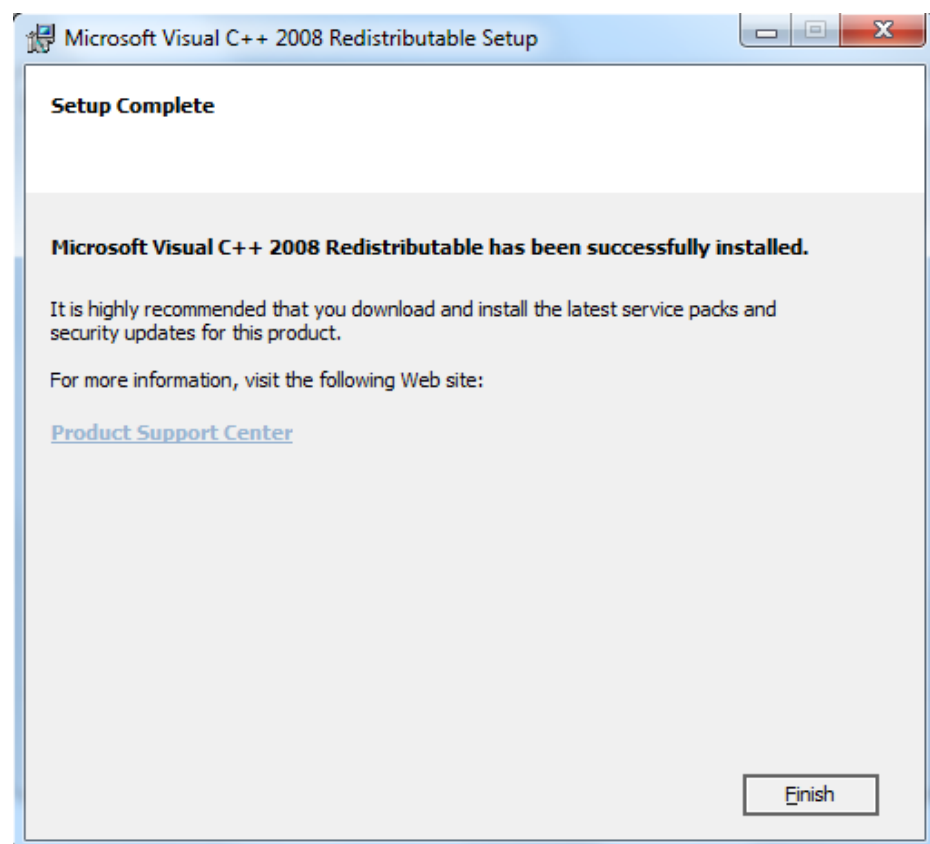 Microsoft Visual C++ 2008 Redistributable Setup
Setup Complete
Microsoft Visual C++ 2008 Redistributable has been successfully installed.
It is highly recommended that you download and install the latest service packs and
security updates for this product.
For more information, visit the following Web site:
Product Support Center
Finish